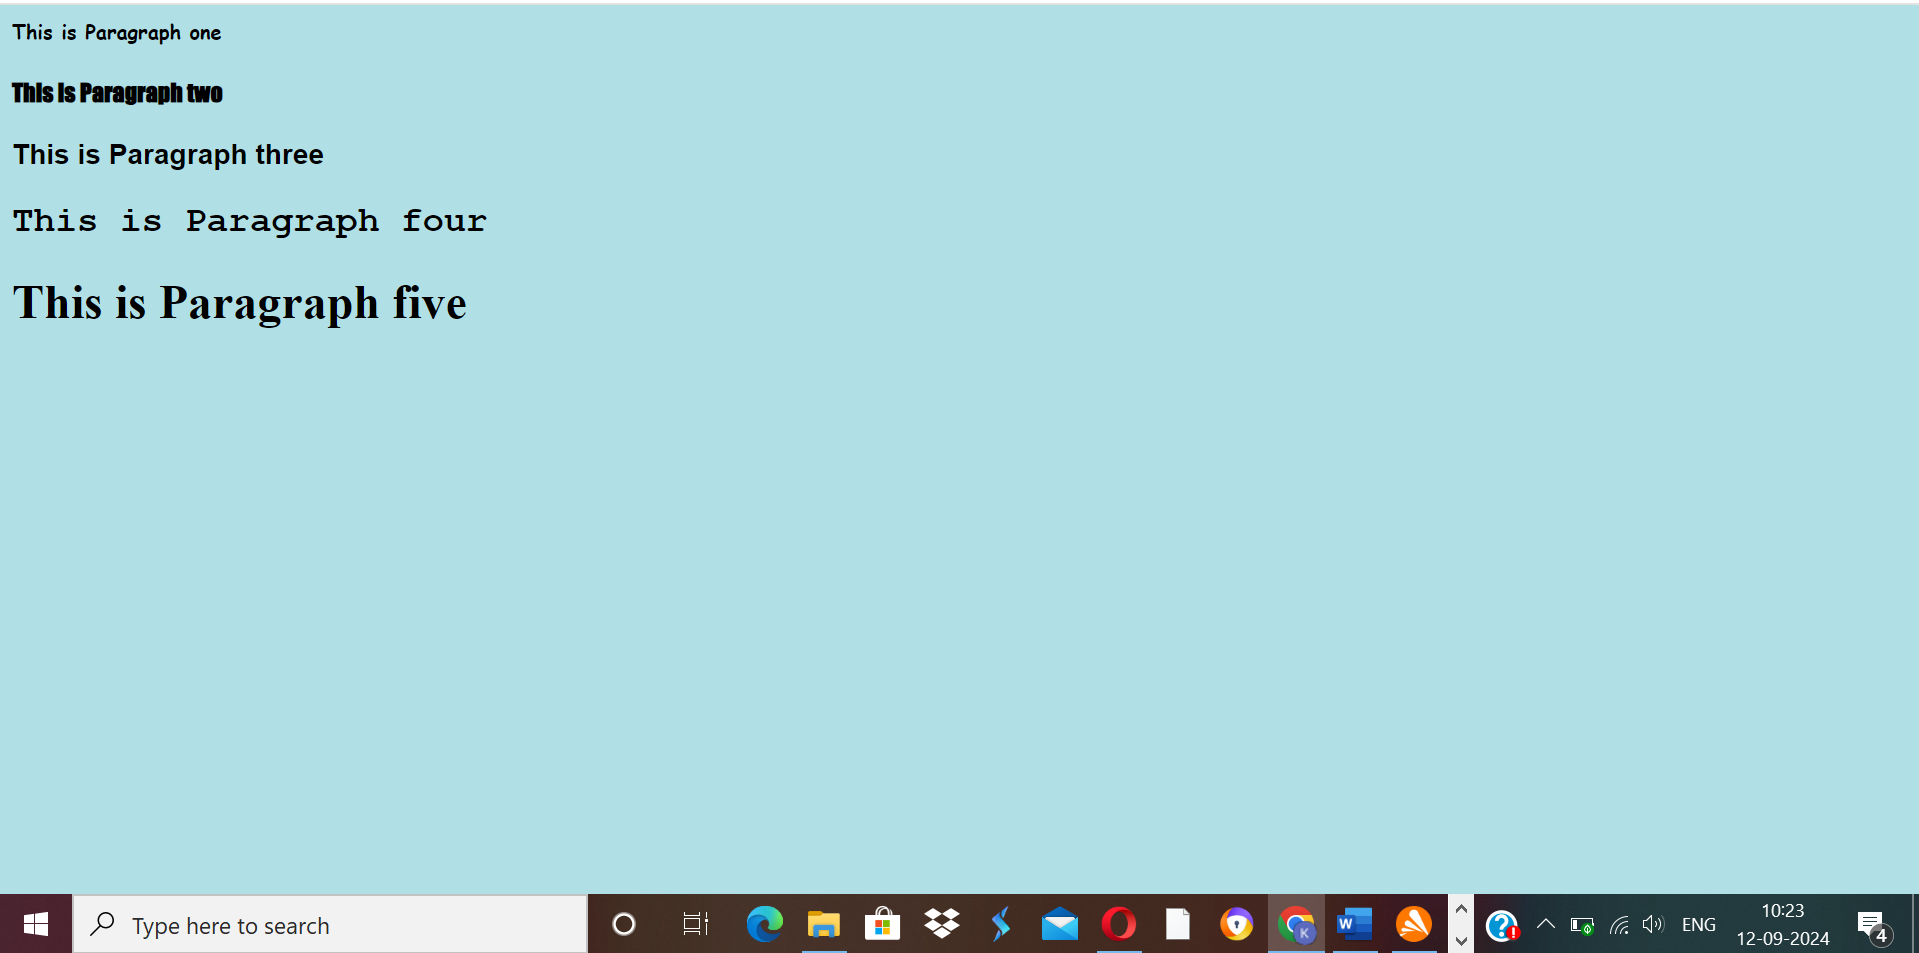 This is Paragraph one
This is Paragraph two
This is Paragraph three
This is Paragraph four
This is Paragraph five
Type here to search
K
W
ENG
10:23
12-09-2024
4